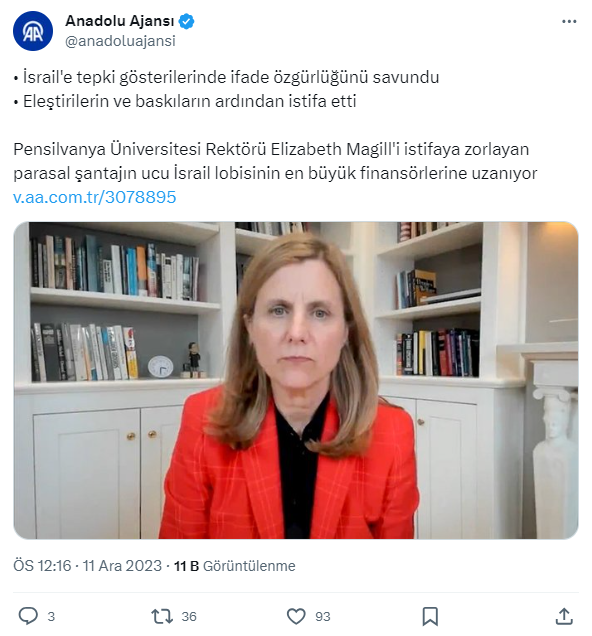 Anadolu Ajansı
@anadoluajansi
• İsrail'e tepki gösterilerinde ifade özgürlüğünü savundu
• Eleştirilerin ve baskıların ardından istifa etti
Pensilvanya Üniversitesi Rektörü Elizabeth Magill'i istifaya zorlayan
parasal şantajın ucu İsrail lobisinin en büyük finansörlerine uzanıyor
v.aa.com.tr/3078895
ÖS 12:16 · 11 Ara 2023 · 11 B Görüntülenme
3 36 93